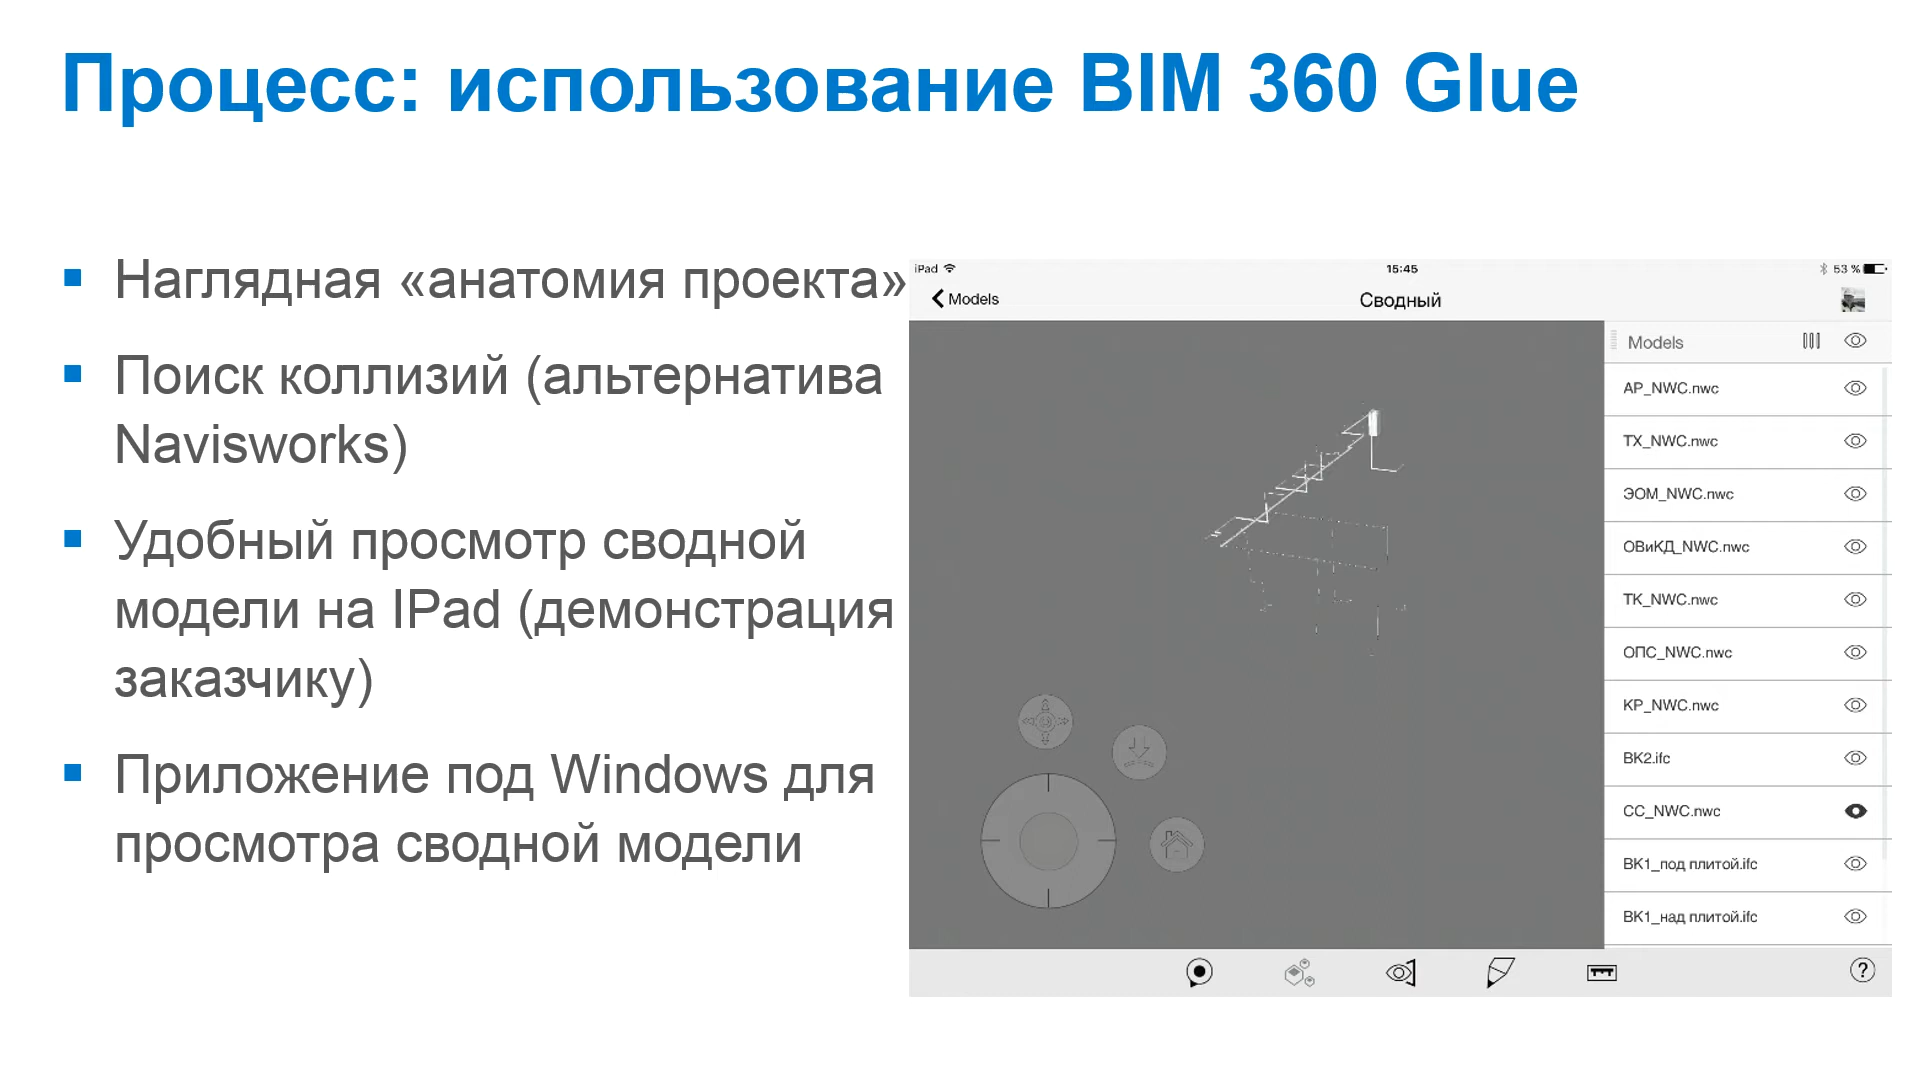 Процесс: использование BIM 360 Glue
Наглядная «анатомия проекта»
Поиск коллизий (альтернатива
Navisworks)
Удобный просмотр сводной
модели на IPad (демонстрация
заказчику)
Приложение под Windows для
просмотра сводной модели
iPad 15:45 53 %
Models Сводный
Models
АР_NWC.nwc
ТХ_NWC.nwc
ЭОМ_NWC.nwc
ОВиКД_NWC.nwc
ТК_NWC.nwc
ОПС_NWC.nwc
КР_NWC.nwc
ВК2.ifc
СС_NWC.nwc
ВК1_под плитой.ifc
ВК1_над плитой.ifc
?